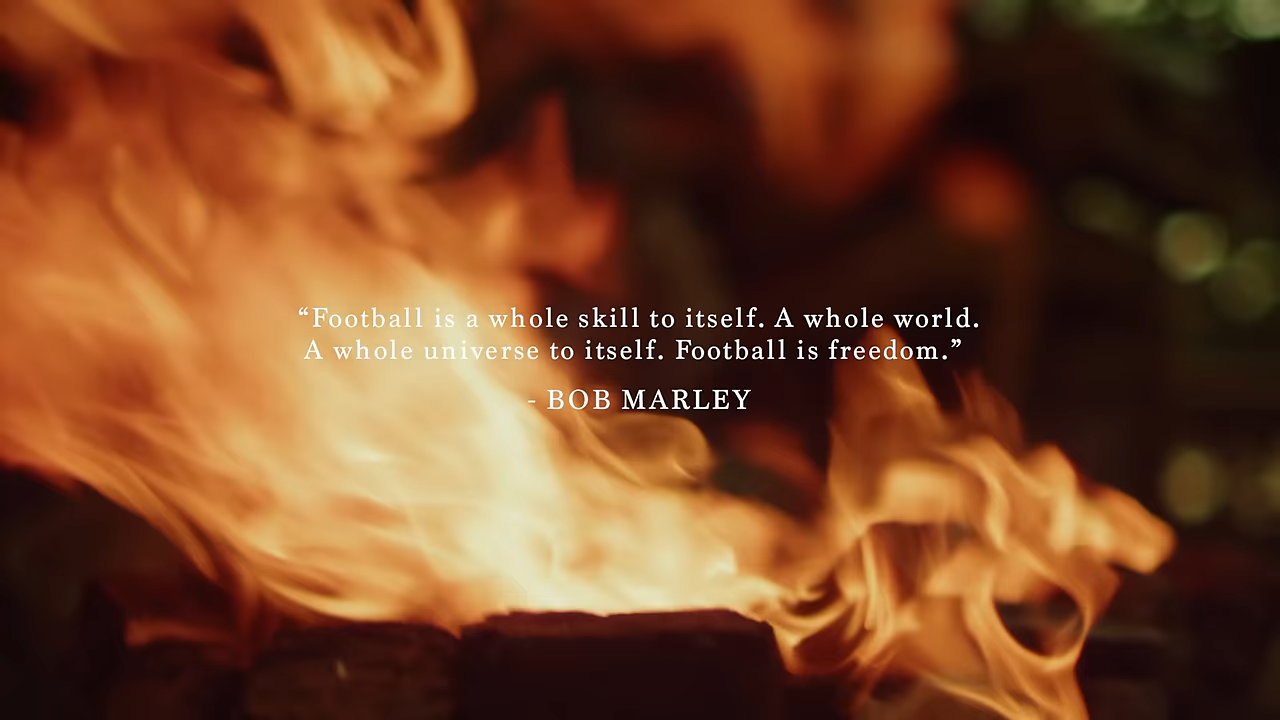 “Football is a whole skill to itself. A whole world.
A whole universe to itself. Football is freedom.”
- BOB MARLEY